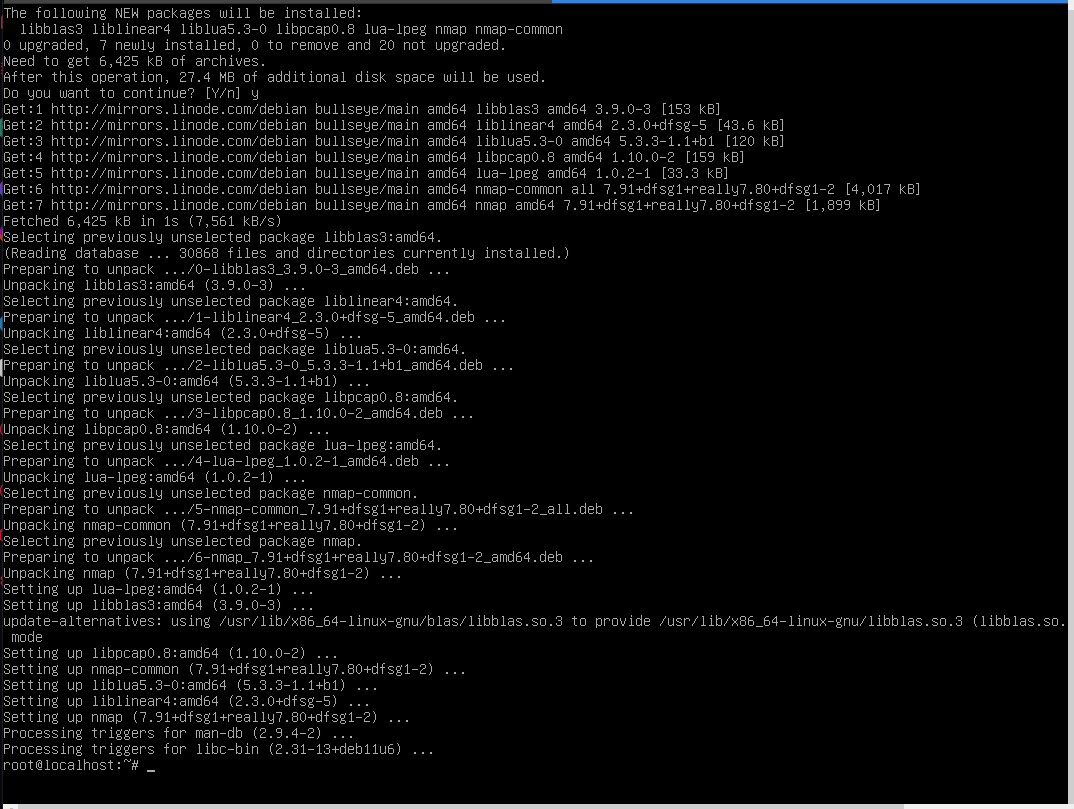 The following NEW packages will be installed:
  libblas3 liblinear4 liblua5.3-0 libpcap0.8 lua-lpeg nmap nmap-common
0 upgraded, 7 newly installed, 0 to remove and 20 not upgraded.
Need to get 6,425 kB of archives.
After this operation, 27.4 MB of additional disk space will be used.
Do you want to continue? [Y/n] y
Get:1 http://mirrors.linode.com/debian bullseye/main amd64 libblas3 amd64 3.9.0-3 [153 kB]
Get:2 http://mirrors.linode.com/debian bullseye/main amd64 liblinear4 amd64 2.3.0+dfsg-5 [43.6 kB]
Get:3 http://mirrors.linode.com/debian bullseye/main amd64 liblua5.3-0 amd64 5.3.3-1.1+b1 [120 kB]
Get:4 http://mirrors.linode.com/debian bullseye/main amd64 libpcap0.8 amd64 1.10.0-2 [159 kB]
Get:5 http://mirrors.linode.com/debian bullseye/main amd64 lua-lpeg amd64 1.0.2-1 [33.3 kB]
Get:6 http://mirrors.linode.com/debian bullseye/main amd64 nmap-common all 7.91+dfsg1+really7.80+dfsg1-2 [4,017 kB]
Get:7 http://mirrors.linode.com/debian bullseye/main amd64 nmap amd64 7.91+dfsg1+really7.80+dfsg1-2 [1,899 kB]
Fetched 6,425 kB in 1s (7,561 kB/s)
Selecting previously unselected package libblas3:amd64.
(Reading database ... 30868 files and directories currently installed.)
Preparing to unpack .../0-libblas3_3.9.0-3_amd64.deb ...
Unpacking libblas3:amd64 (3.9.0-3) ...
Selecting previously unselected package liblinear4:amd64.
Preparing to unpack .../1-liblinear4_2.3.0+dfsg-5_amd64.deb ...
Unpacking liblinear4:amd64 (2.3.0+dfsg-5) ...
Selecting previously unselected package liblua5.3-0:amd64.
Preparing to unpack .../2-liblua5.3-0_5.3.3-1.1+b1_amd64.deb ...
Unpacking liblua5.3-0:amd64 (5.3.3-1.1+b1) ...
Selecting previously unselected package libpcap0.8:amd64.
Preparing to unpack .../3-libpcap0.8_1.10.0-2_amd64.deb ...
Unpacking libpcap0.8:amd64 (1.10.0-2) ...
Selecting previously unselected package lua-lpeg:amd64.
Preparing to unpack .../4-lua-lpeg_1.0.2-1_amd64.deb ...
Unpacking lua-lpeg:amd64 (1.0.2-1) ...
Selecting previously unselected package nmap-common.
Preparing to unpack .../5-nmap-common_7.91+dfsg1+really7.80+dfsg1-2_all.deb ...
Unpacking nmap-common (7.91+dfsg1+really7.80+dfsg1-2) ...
Selecting previously unselected package nmap.
Preparing to unpack .../6-nmap_7.91+dfsg1+really7.80+dfsg1-2_amd64.deb ...
Unpacking nmap (7.91+dfsg1+really7.80+dfsg1-2) ...
Setting up lua-lpeg:amd64 (1.0.2-1) ...
Setting up libblas3:amd64 (3.9.0-3) ...
update-alternatives: using /usr/lib/x86_64-linux-gnu/blas/libblas.so.3 to provide /usr/lib/x86_64-linux-gnu/libblas.so.3 (libblas.so.
 mode
Setting up libpcap0.8:amd64 (1.10.0-2) ...
Setting up nmap-common (7.91+dfsg1+really7.80+dfsg1-2) ...
Setting up liblua5.3-0:amd64 (5.3.3-1.1+b1) ...
Setting up liblinear4:amd64 (2.3.0+dfsg-5) ...
Setting up nmap (7.91+dfsg1+really7.80+dfsg1-2) ...
Processing triggers for man-db (2.9.4-2) ...
Processing triggers for libc-bin (2.31-13+deb11u6) ...
root@localhost:~# _